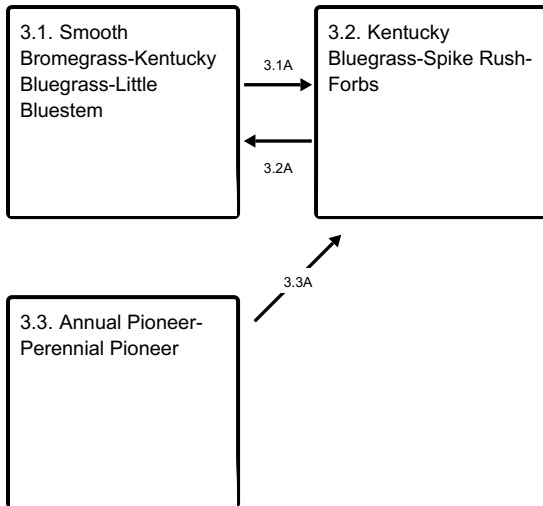 3.1. Smooth
Bromegrass-Kentucky
Bluegrass-Little
Bluestem
3.1A
3.2. Kentucky
Bluegrass-Spike Rush-
Forbs
3.2A
3.3A
3.3. Annual Pioneer-
Perennial Pioneer